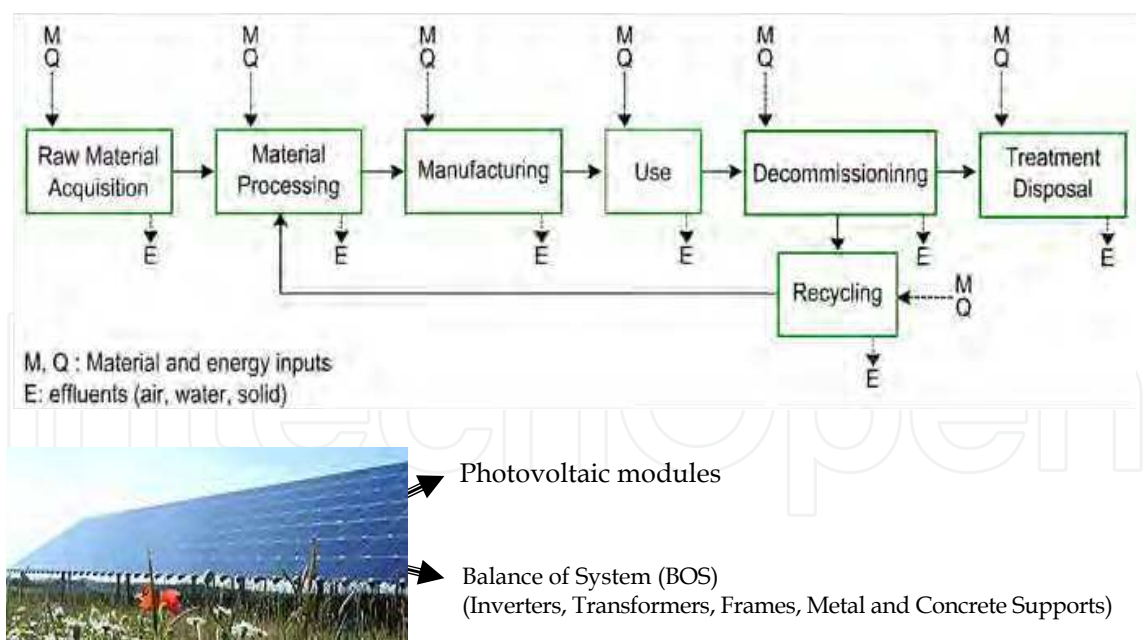 M M M M M M
Q Q Q Q Q Q
Raw Material Acquisition
Material Processing
Manufacturing
Use
Decommissioninng
Treatment Disposal
E E E E E E
Recycling
M
Q
E
M, Q : Material and energy inputs
E: effluents (air, water, solid)
IntechOpen
Photovoltaic modules
Balance of System (BOS)
(Inverters, Transformers, Frames, Metal and Concrete Supports)